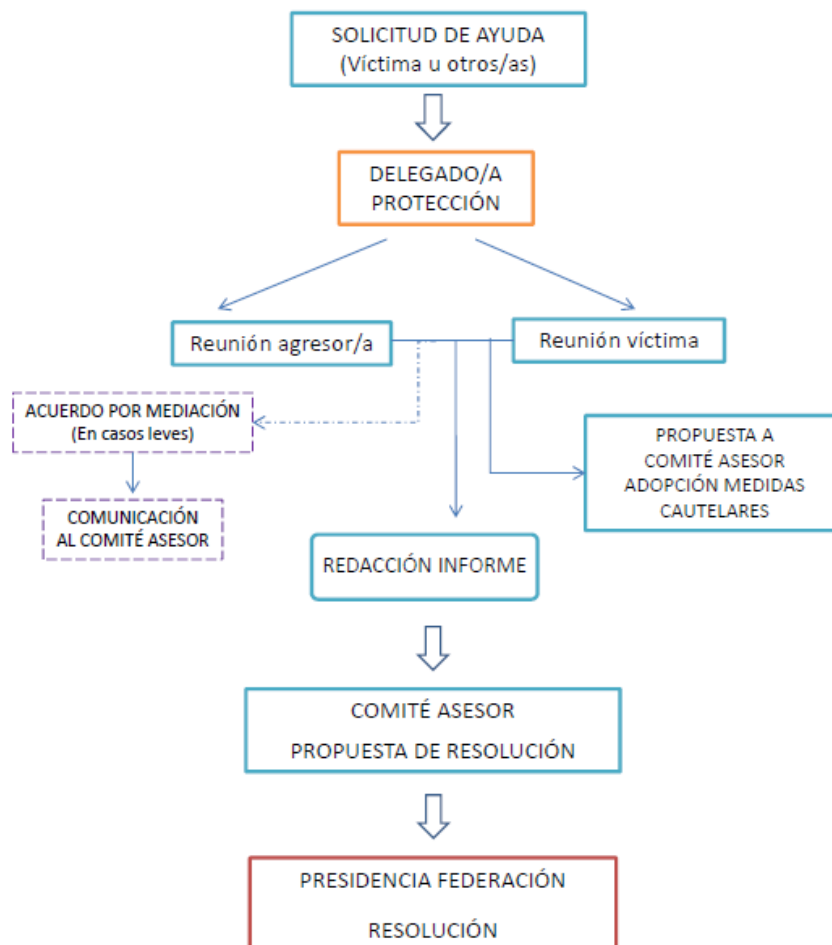 SOLICITUD DE AYUDA
(Víctima u otros/as)
DELEGADO/A
PROTECCIÓN
Reunión agresor/a
Reunión víctima
ACUERDO POR MEDIACIÓN
(En casos leves)
PROPUESTA A
COMITÉ ASESOR
ADOPCIÓN MEDIDAS
CAUTELARES
COMUNICACIÓN
AL COMITÉ ASESOR
REDACCIÓN INFORME
COMITÉ ASESOR
PROPUESTA DE RESOLUCIÓN
PRESIDENCIA FEDERACIÓN
RESOLUCIÓN